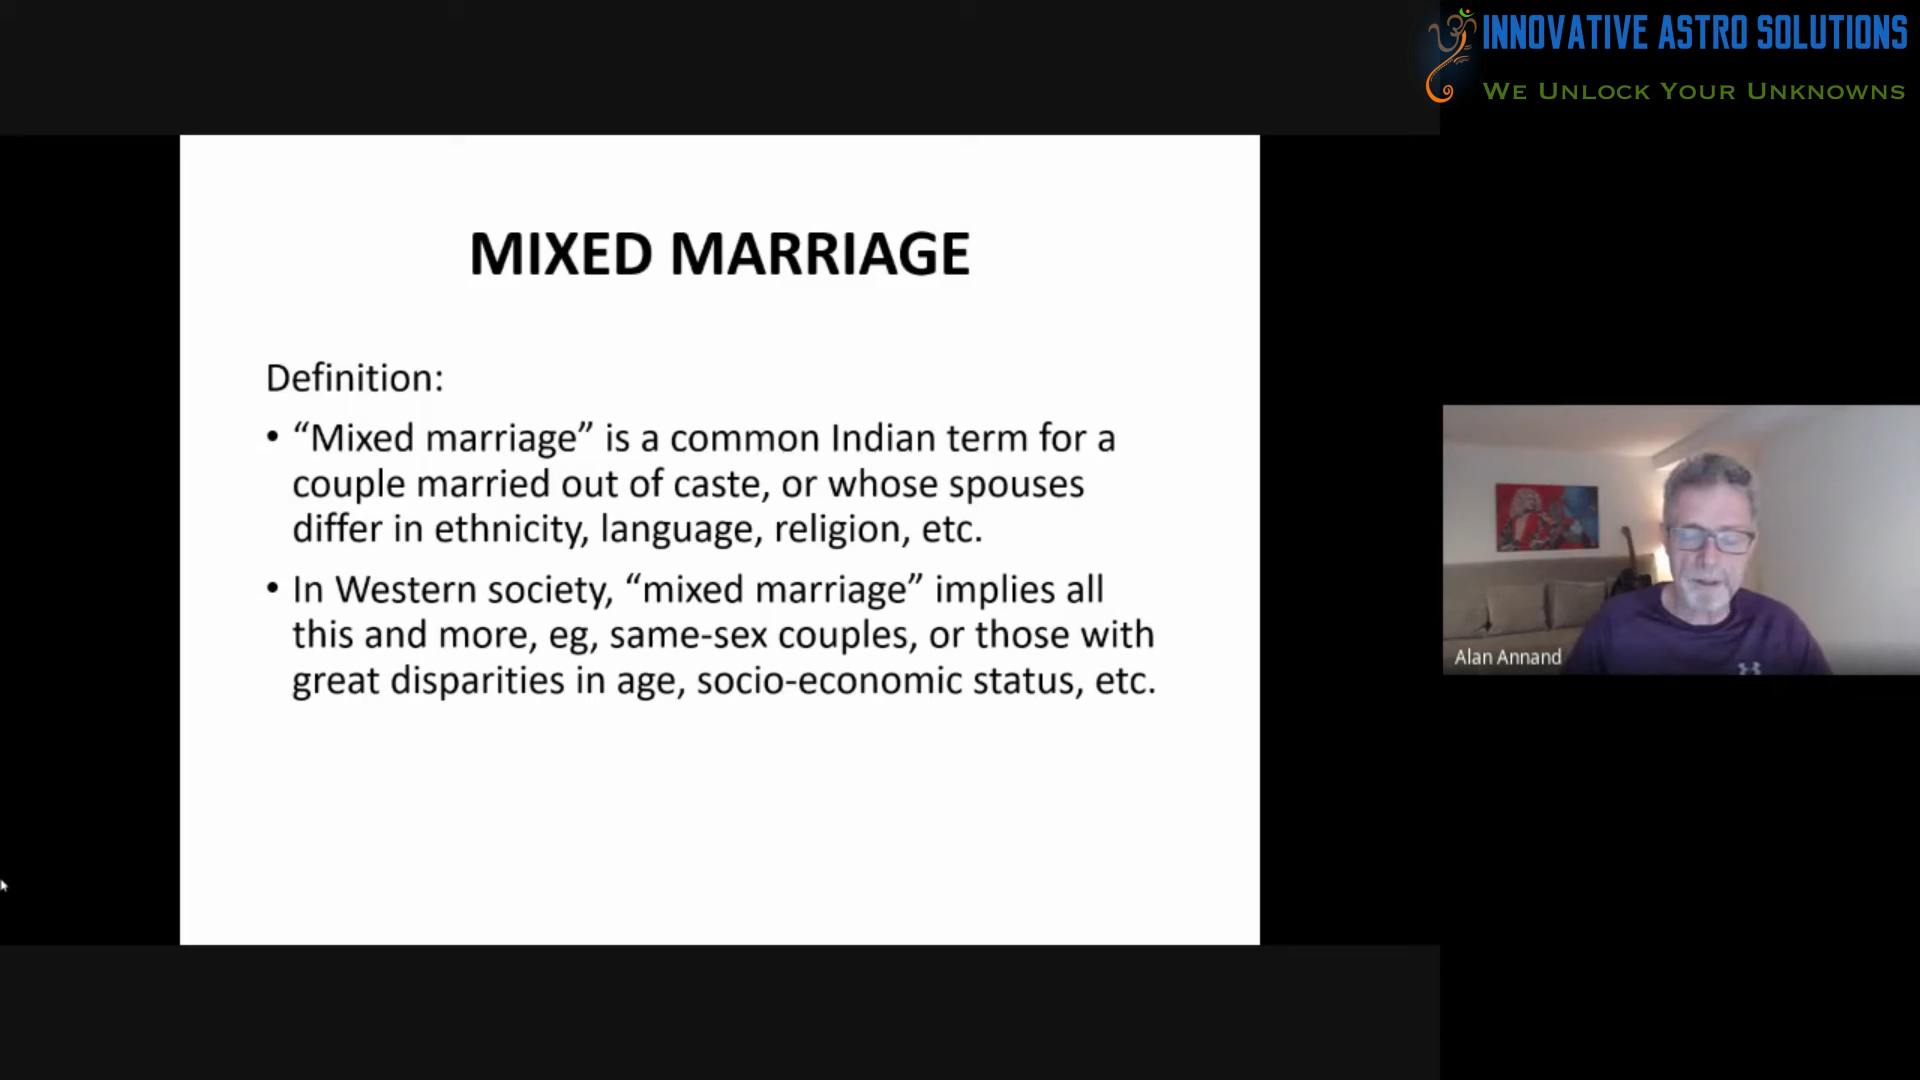 INNOVATIVE ASTRO SOLUTIONS
WE UNLOCK YOUR UNKNOWNS
MIXED MARRIAGE
Definition:
• “Mixed marriage” is a common Indian term for a
couple married out of caste, or whose spouses
differ in ethnicity, language, religion, etc.
• In Western society, “mixed marriage” implies all
this and more, eg, same-sex couples, or those with
great disparities in age, socio-economic status, etc.
Alan Annand